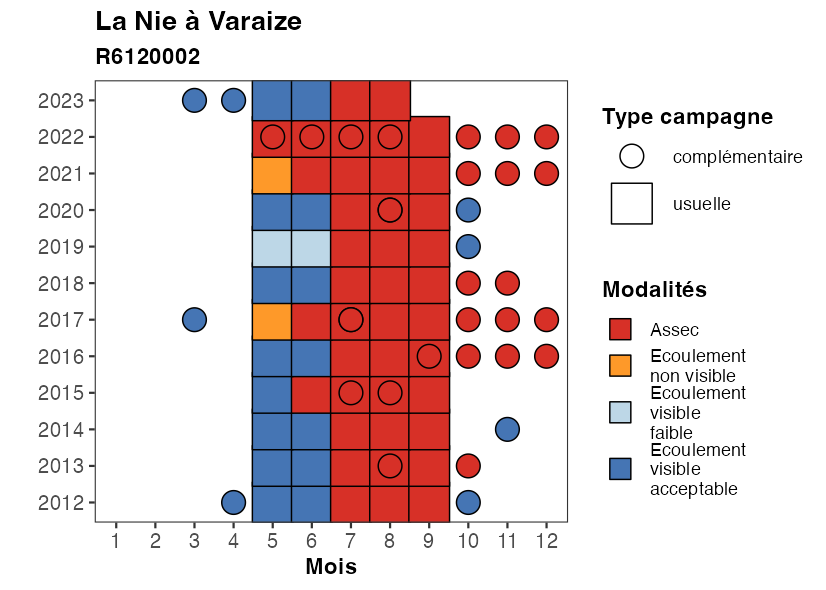 La Nie à Varaize
R6120002
2023
2022
2021
2020
2019
2018
2017
2016
2015
2014
2013
2012
1 2 3 4 5 6 7 8 9 10 11 12
Mois
Type campagne
complémentaire
usuelle
Modalités
Assec
Ecoulement
non visible
Ecoulement
visible
faible
Ecoulement
visible
acceptable